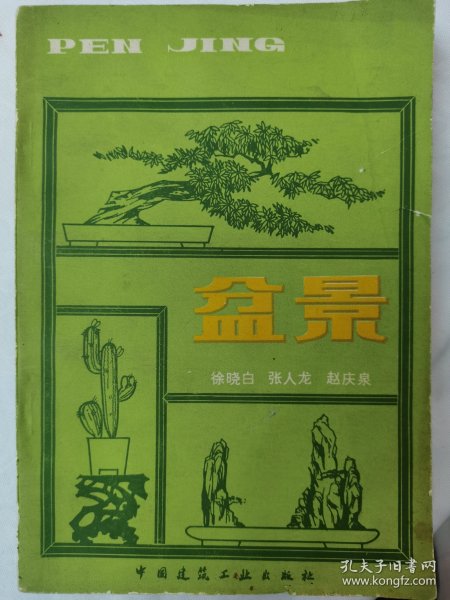 PEN JING
盆景
徐晓白 张人龙 赵庆泉
中国建筑工业出版社
孔夫子旧书网
www.kongfz.com